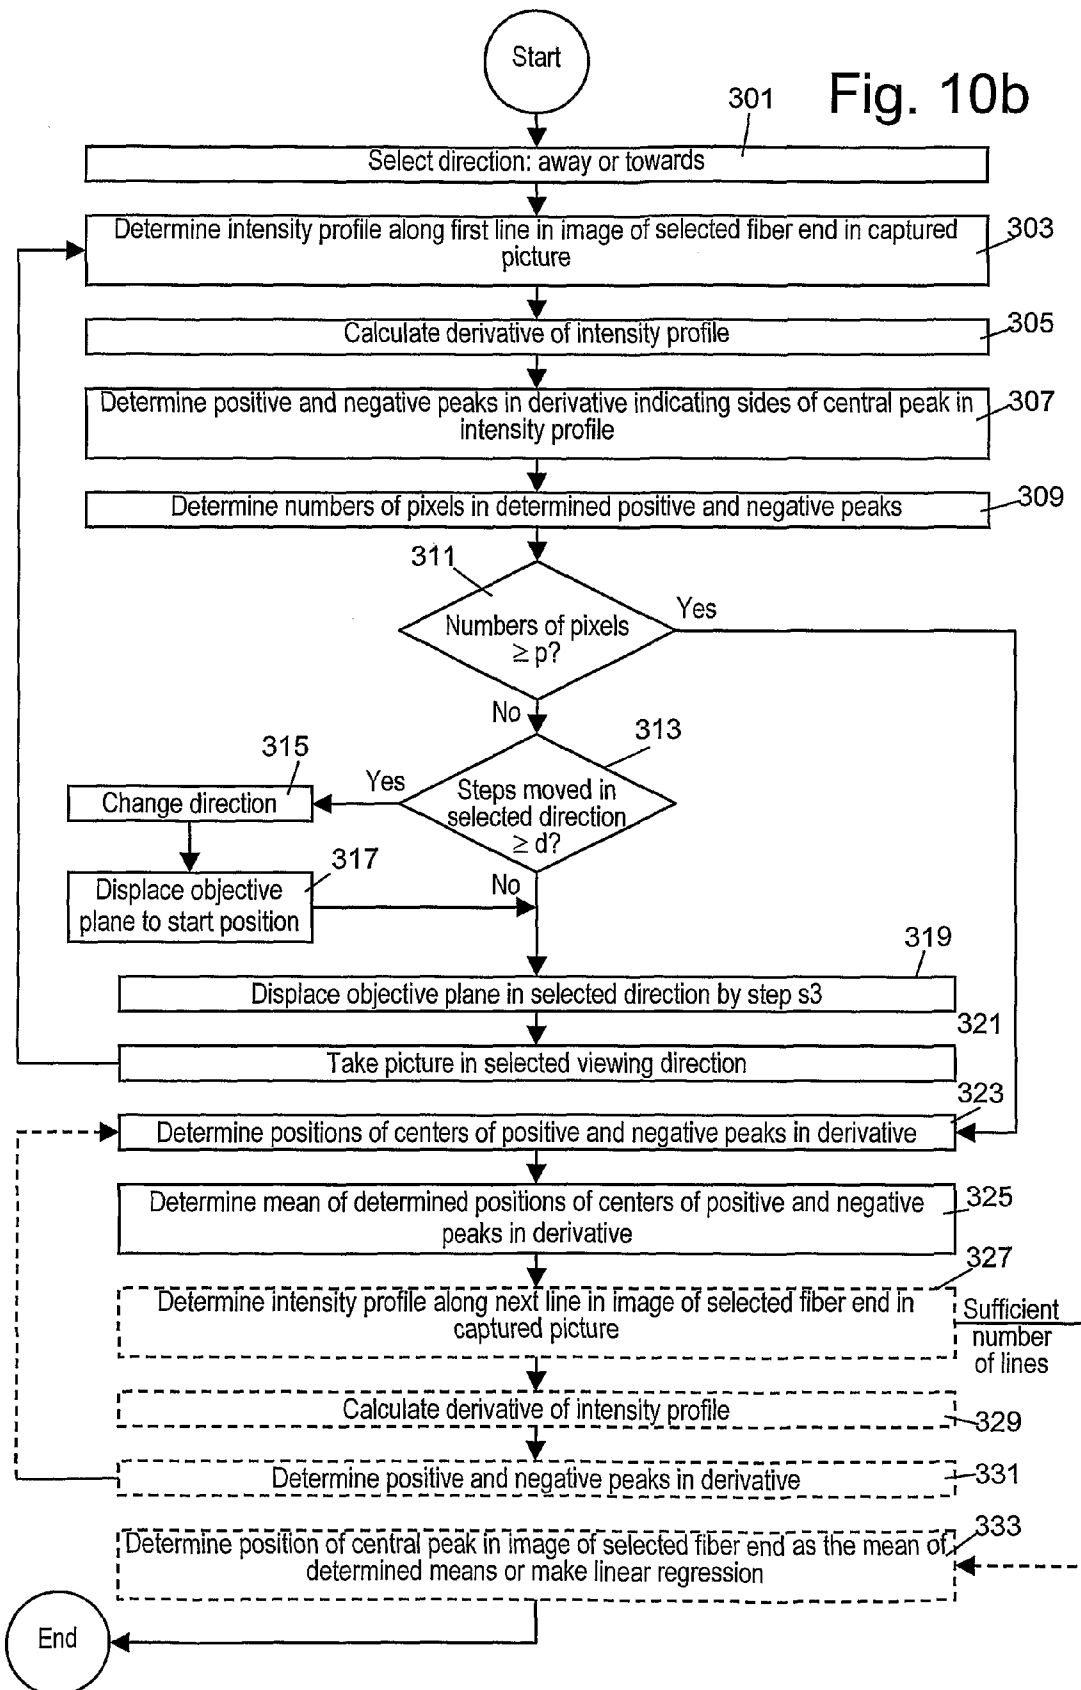 Start
Fig. 10b
301
Select direction: away or towards
Determine intensity profile along first line in image of selected fiber end in captured
picture
303
Calculate derivative of intensity profile
305
Determine positive and negative peaks in derivative indicating sides of central peak in
intensity profile
307
Determine numbers of pixels in determined positive and negative peaks
309
311
Numbers of pixels
≥ p?
Yes
No
313
Steps moved in
selected direction
≥ d?
Yes
315
Change direction
317
Displace objective
plane to start position
No
319
Displace objective plane in selected direction by step s3
321
Take picture in selected viewing direction
323
Determine positions of centers of positive and negative peaks in derivative
Determine mean of determined positions of centers of positive and negative
peaks in derivative
325
327
Determine intensity profile along next line in image of selected fiber end in
captured picture
Sufficient
number
of lines
Calculate derivative of intensity profile
329
Determine positive and negative peaks in derivative
331
Determine position of central peak in image of selected fiber end as the mean of
determined means or make linear regression
333
End